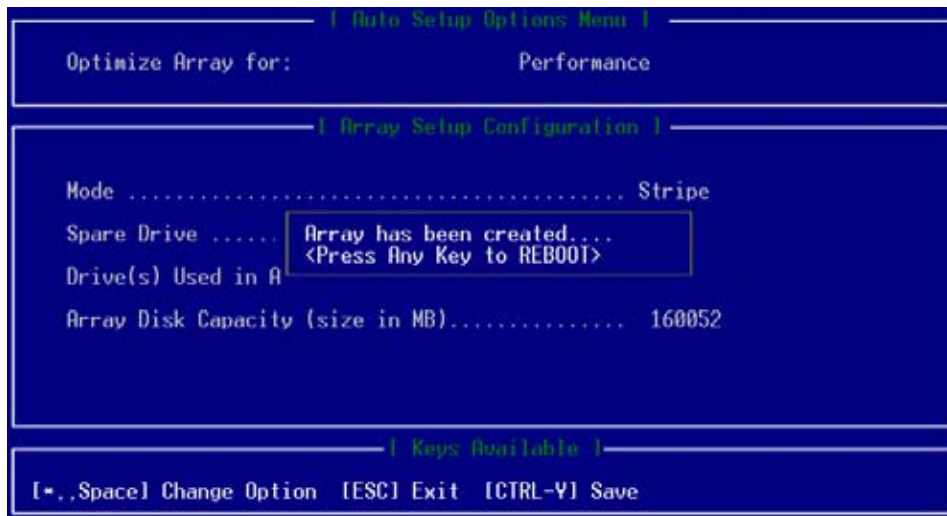 [ Auto Setup Options Menu ]
Optimize Array for: Performance
[ Array Setup Configuration ]
Mode .......................................... Stripe
Spare Drive ......
Array has been created....
<Press Any Key to REBOOT>
Drive(s) Used in A
Array Disk Capacity (size in MB)............... 160052
[ Keys Available ]
[←,,Space] Change Option [ESC] Exit [CTRL-Y] Save